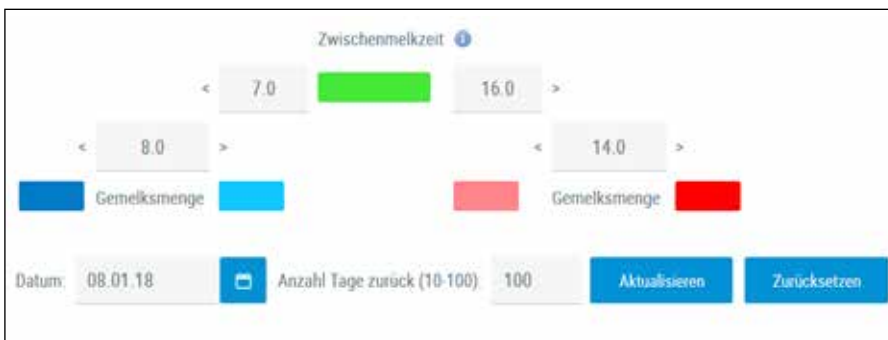 Zwischenmelkzeit i
< 7.0 16.0 >
< 8.0 > < 14.0 >
Gemelksmenge Gemelksmenge
Datum: 08.01.18 Anzahl Tage zurück (10-100) 100 Aktualisieren Zurücksetzen